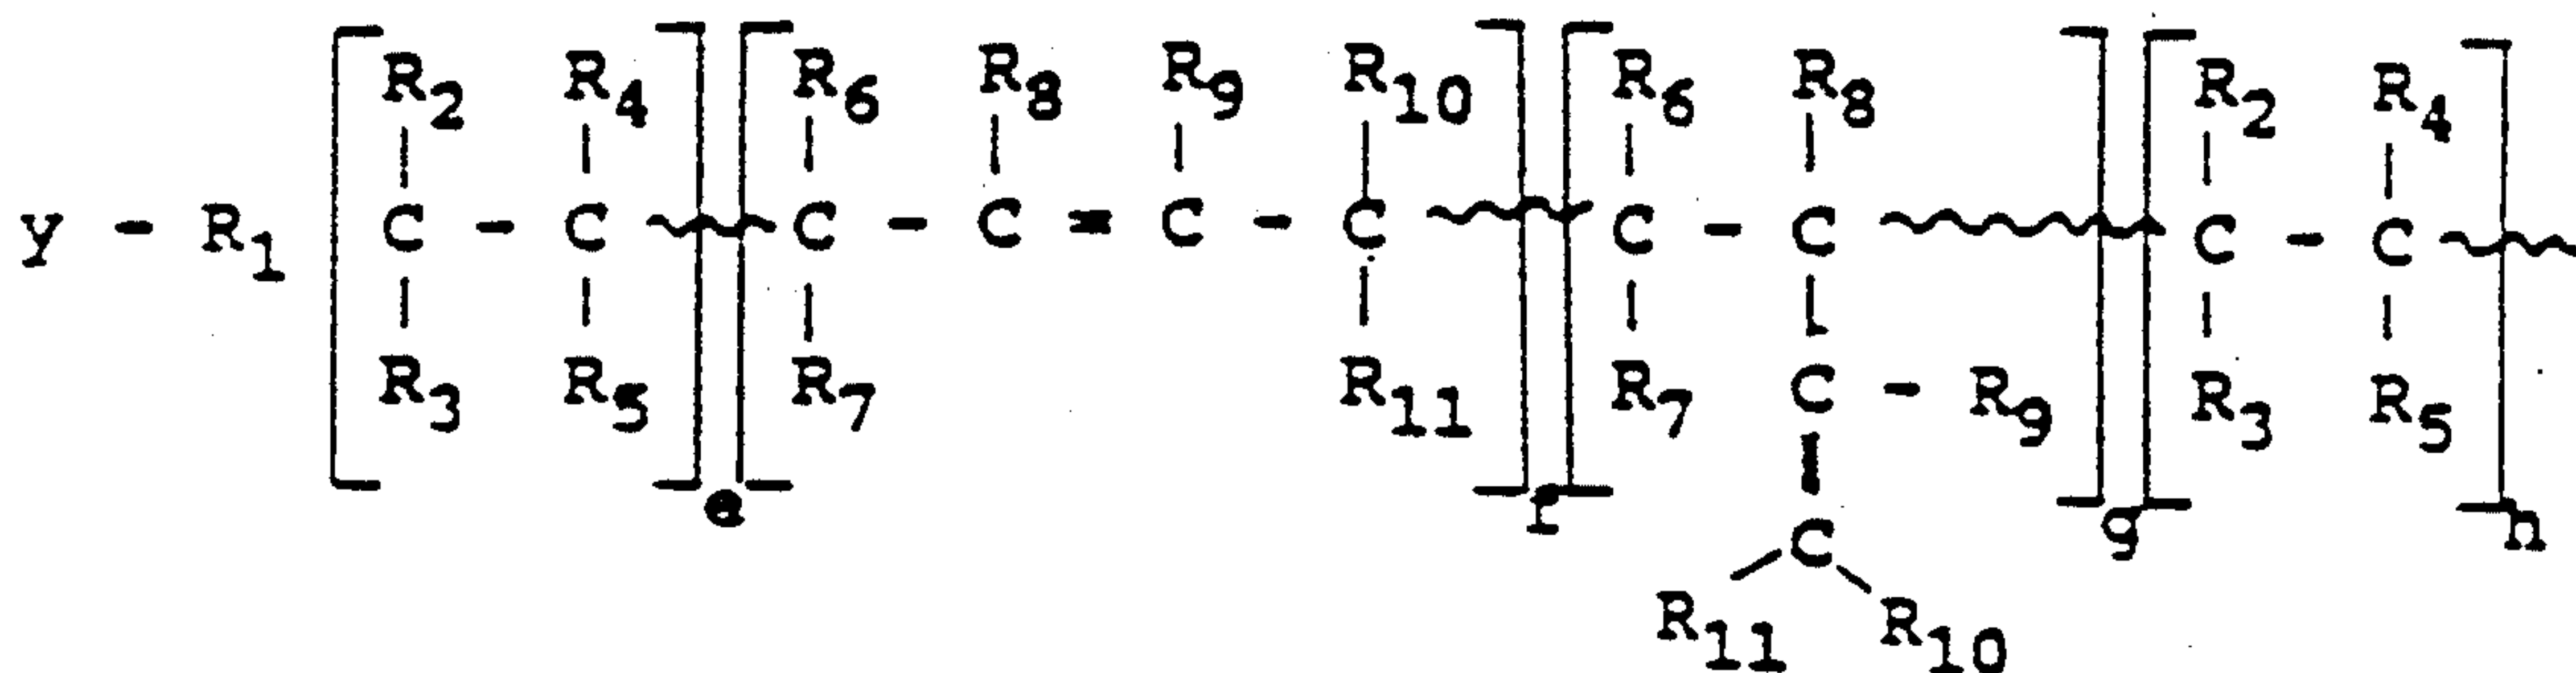 R2 R4 R6 R8 R9 R10 R6 R8 R2 R4
y - R1 C - C C - C = C - C C - C C - C
R3 R5 R7 R11 R7 C - R9 R3 R5
e f g h
C
R11 R10